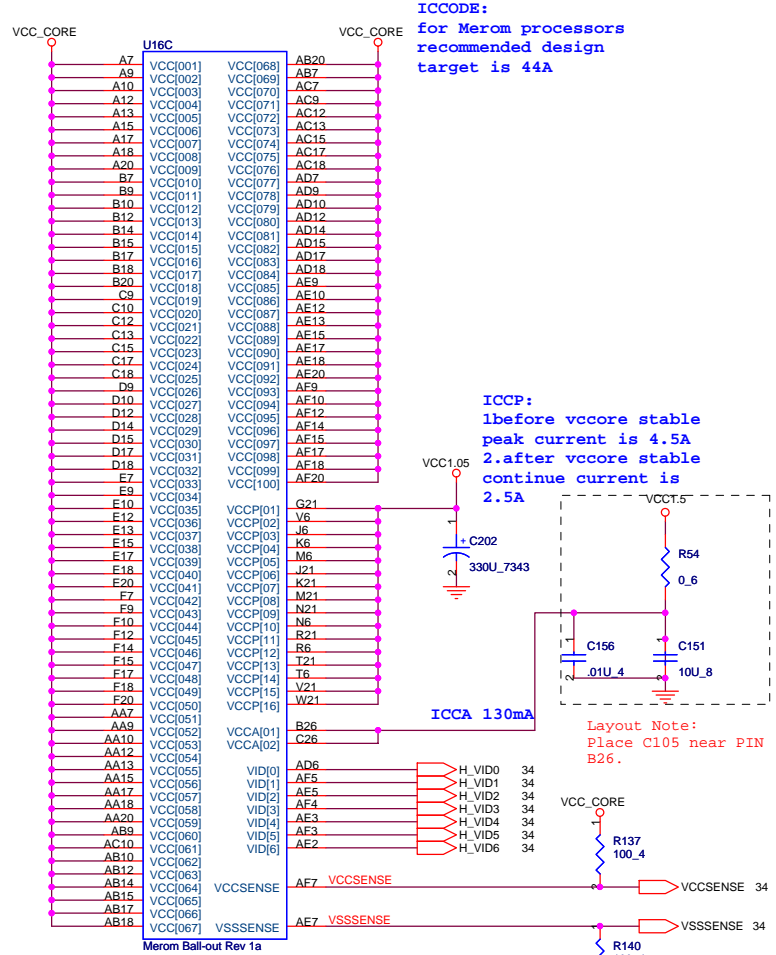 ICCODE:
for Merom processors
recommended design
target is 44A
VCC_CORE
VCC_CORE
U16C
A7 VCC[001] VCC[068] AB20
A9 VCC[002] VCC[069] AB7
A10 VCC[003] VCC[070] AC7
A12 VCC[004] VCC[071] AC9
A13 VCC[005] VCC[072] AC12
A15 VCC[006] VCC[073] AC13
A17 VCC[007] VCC[074] AC15
A18 VCC[008] VCC[075] AC17
A20 VCC[009] VCC[076] AC18
B7 VCC[010] VCC[077] AD7
B9 VCC[011] VCC[078] AD9
B10 VCC[012] VCC[079] AD10
B12 VCC[013] VCC[080] AD12
B14 VCC[014] VCC[081] AD14
B15 VCC[015] VCC[082] AD15
B17 VCC[016] VCC[083] AD17
B18 VCC[017] VCC[084] AD18
B20 VCC[018] VCC[085] AE9
C9 VCC[019] VCC[086] AE10
C10 VCC[020] VCC[087] AE12
C12 VCC[021] VCC[088] AE13
C13 VCC[022] VCC[089] AE15
C15 VCC[023] VCC[090] AE17
C17 VCC[024] VCC[091] AE18
C18 VCC[025] VCC[092] AE20
D9 VCC[026] VCC[093] AF9
D10 VCC[027] VCC[094] AF10
D12 VCC[028] VCC[095] AF12
D14 VCC[029] VCC[096] AF14
D15 VCC[030] VCC[097] AF15
D17 VCC[031] VCC[098] AF17
D18 VCC[032] VCC[099] AF18
E7 VCC[033] VCC[100] AF20
E9 VCC[034]
E10 VCC[035] VCCP[01] G21
E12 VCC[036] VCCP[02] V6
E13 VCC[037] VCCP[03] J6
E15 VCC[038] VCCP[04] K6
E17 VCC[039] VCCP[05] M6
E18 VCC[040] VCCP[06] J21
E20 VCC[041] VCCP[07] K21
F7 VCC[042] VCCP[08] M21
F9 VCC[043] VCCP[09] N21
F10 VCC[044] VCCP[10] N6
F12 VCC[045] VCCP[11] R21
F14 VCC[046] VCCP[12] R6
F15 VCC[047] VCCP[13] T21
F17 VCC[048] VCCP[14] T6
F18 VCC[049] VCCP[15] V21
F20 VCC[050] VCCP[16] W21
AA7 VCC[051]
AA9 VCC[052] VCCA[01] B26
AA10 VCC[053] VCCA[02] C26
AA12 VCC[054]
AA13 VCC[055] VID[0] AD6 H_VID0 34
AA15 VCC[056] VID[1] AF5 H_VID1 34
AA17 VCC[057] VID[2] AE5 H_VID2 34
AA18 VCC[058] VID[3] AF4 H_VID3 34
AA20 VCC[059] VID[4] AE3 H_VID4 34
AB9 VCC[060] VID[5] AF3 H_VID5 34
AC10 VCC[061] VID[6] AE2 H_VID6 34
AB10 VCC[062]
AB12 VCC[063]
AB14 VCC[064] VCCSENSE AF7 VCCSENSE VCCSENSE 34
AB15 VCC[065]
AB17 VCC[066]
AB18 VCC[067] VSSSENSE AE7 VSSSENSE VSSSENSE 34
Merom Ball-out Rev 1a
ICCP:
1before vccore stable
peak current is 4.5A
2.after vccore stable
continue current is
2.5A
VCC1.05
1
+ C202
330U_7343
2
VCC1.5
R54
0_6
1
C156
.01U_4
2
1
C151
10U_8
2
ICCA 130mA
Layout Note:
Place C105 near PIN
B26.
VCC_CORE
1
R137
100_4
2
1
R140